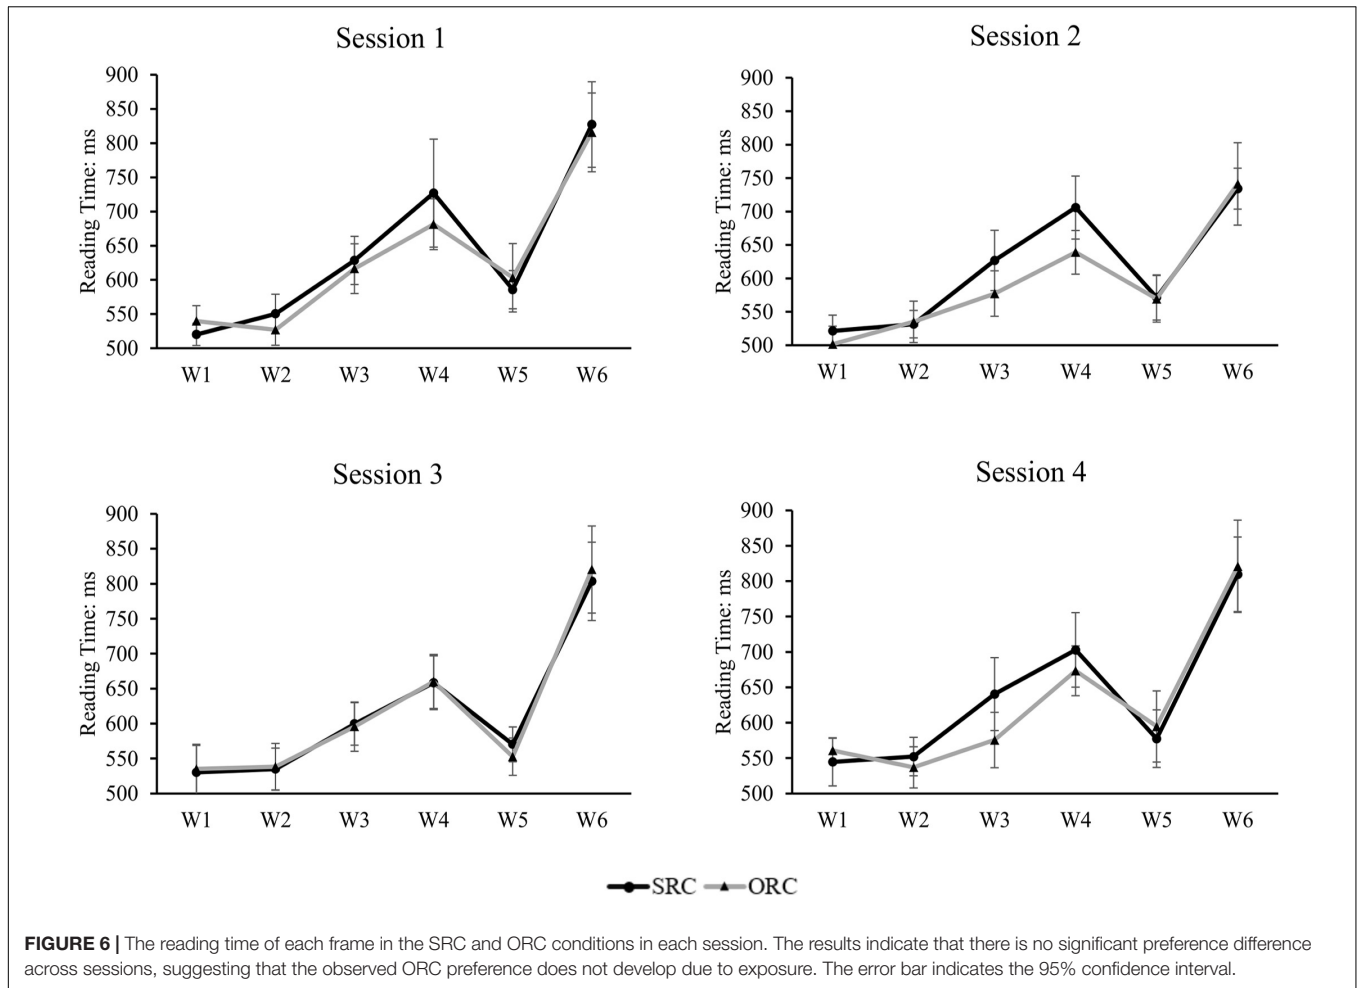 Session 1
900
850
800
750
700
650
600
550
500
Reading Time: ms
W1 W2 W3 W4 W5 W6
Session 2
900
850
800
750
700
650
600
550
500
Reading Time: ms
W1 W2 W3 W4 W5 W6
Session 3
900
850
800
750
700
650
600
550
500
Reading Time: ms
W1 W2 W3 W4 W5 W6
Session 4
900
850
800
750
700
650
600
550
500
Reading Time: ms
W1 W2 W3 W4 W5 W6
SRC ORC
FIGURE 6 | The reading time of each frame in the SRC and ORC conditions in each session. The results indicate that there is no significant preference difference
across sessions, suggesting that the observed ORC preference does not develop due to exposure. The error bar indicates the 95% confidence interval.